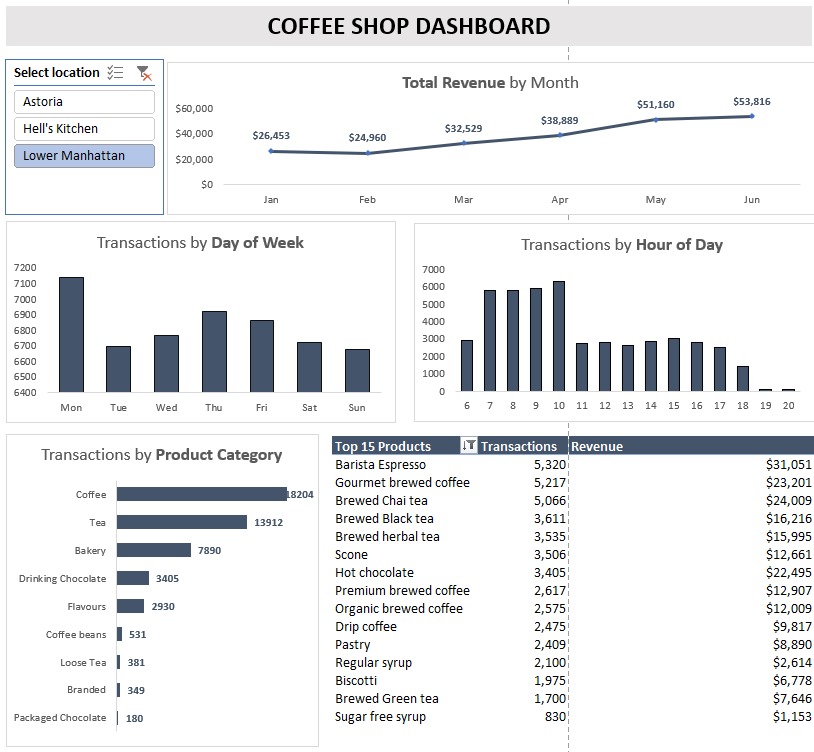 COFFEE SHOP DASHBOARD
Select location
Astoria
Hell's Kitchen
Lower Manhattan
Total Revenue by Month
$60,000
$40,000
$20,000
$0
$26,453 $24,960 $32,529 $38,889 $51,160 $53,816
Jan Feb Mar Apr May Jun
Transactions by Day of Week
7200
7100
7000
6900
6800
6700
6600
6500
6400
Mon Tue Wed Thu Fri Sat Sun
Transactions by Hour of Day
7000
6000
5000
4000
3000
2000
1000
0
6 7 8 9 10 11 12 13 14 15 16 17 18 19 20
Transactions by Product Category
Coffee 18204
Tea 13912
Bakery 7890
Drinking Chocolate 3405
Flavours 2930
Coffee beans 531
Loose Tea 381
Branded 349
Packaged Chocolate 180
Top 15 Products Transactions Revenue
Barista Espresso 5,320 $31,051
Gourmet brewed coffee 5,217 $23,201
Brewed Chai tea 5,066 $24,009
Brewed Black tea 3,611 $16,216
Brewed herbal tea 3,535 $15,995
Scone 3,506 $12,661
Hot chocolate 3,405 $22,495
Premium brewed coffee 2,617 $12,907
Organic brewed coffee 2,575 $12,009
Drip coffee 2,475 $9,817
Pastry 2,409 $8,890
Regular syrup 2,100 $2,614
Biscotti 1,975 $6,778
Brewed Green tea 1,700 $7,646
Sugar free syrup 830 $1,153